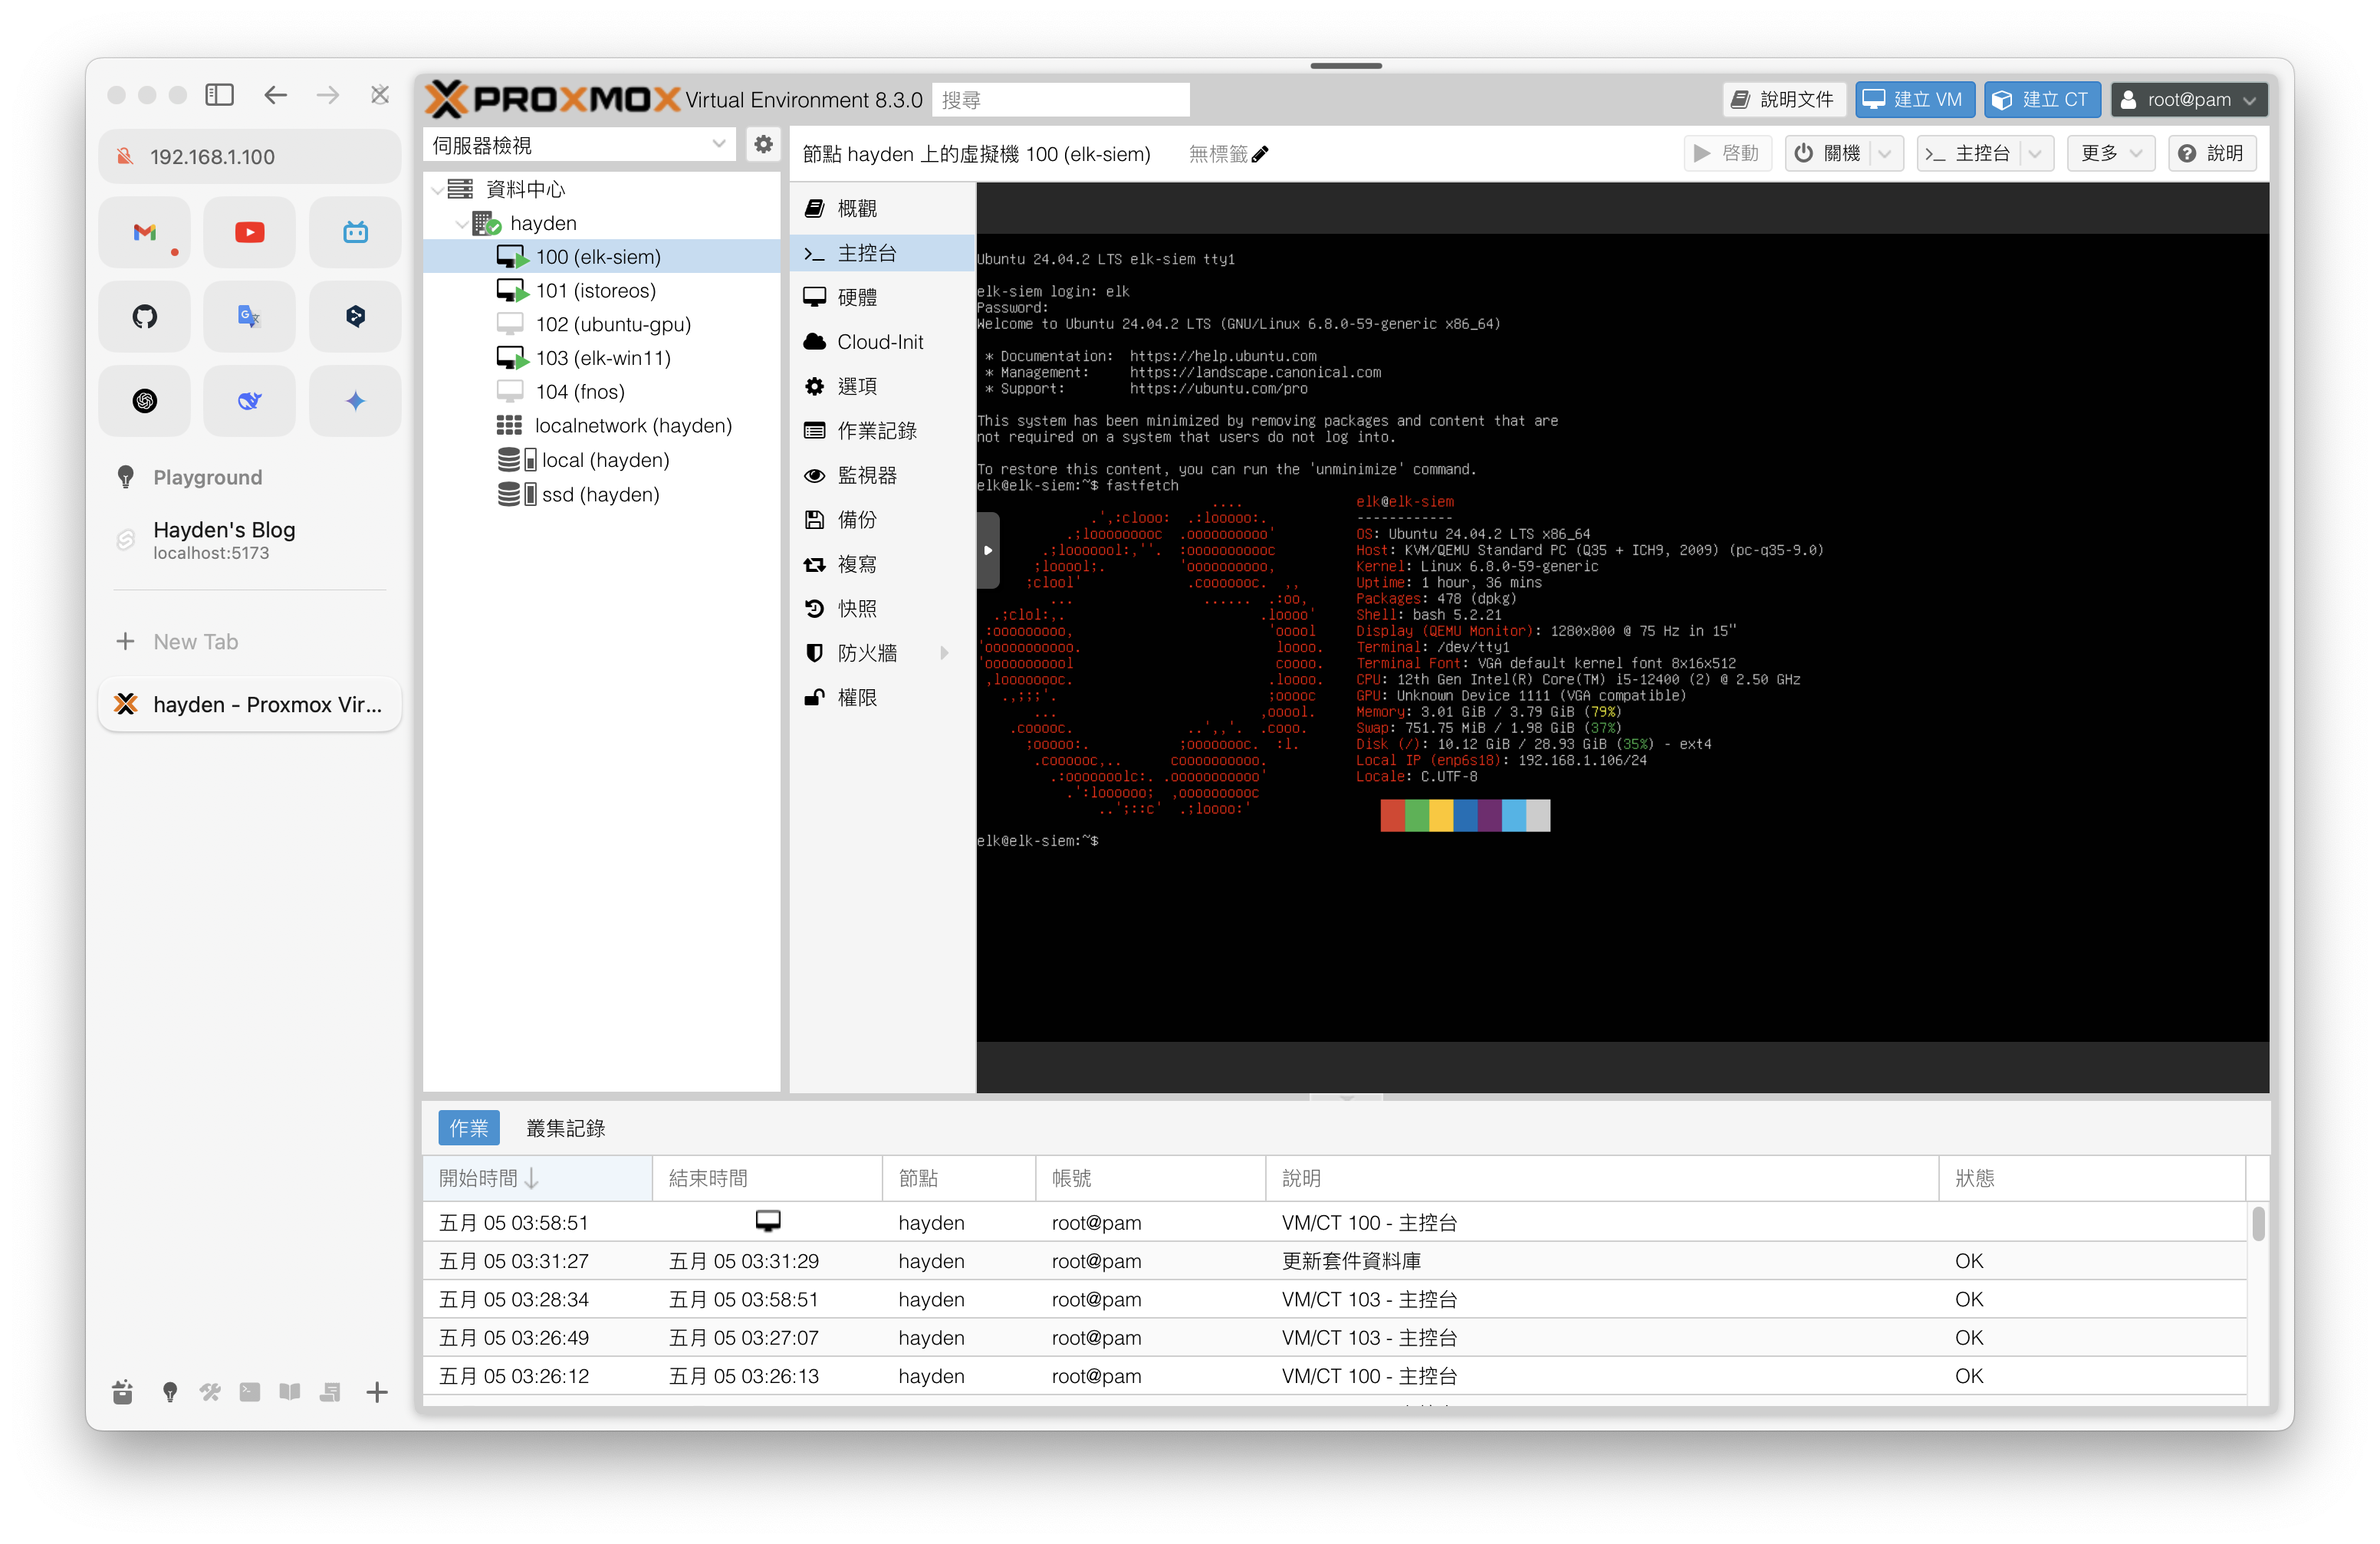 192.168.1.100
Playground
Hayden's Blog
localhost:5173
New Tab
hayden - Proxmox Vir...
PROXMOX Virtual Environment 8.3.0 搜尋 說明文件 建立 VM 建立 CT root@pam
伺服器檢視
資料中心
hayden
100 (elk-siem)
101 (istoreos)
102 (ubuntu-gpu)
103 (elk-win11)
104 (fnos)
localnetwork (hayden)
local (hayden)
ssd (hayden)
節點 hayden 上的虛擬機 100 (elk-siem) 無標籤 啓動 關機 主控台 更多 說明
概觀
主控台
硬體
Cloud-Init
選項
作業記錄
監視器
備份
複寫
快照
防火牆
權限
Ubuntu 24.04.2 LTS elk-siem tty1
elk-siem login: elk
Password:
Welcome to Ubuntu 24.04.2 LTS (GNU/Linux 6.8.0-59-generic x86_64)
* Documentation: https://help.ubuntu.com
* Management: https://landscape.canonical.com
* Support: https://ubuntu.com/pro
This system has been minimized by removing packages and content that are
not required on a system that users do not log into.
To restore this content, you can run the 'unminimize' command.
elk@elk-siem:~$ fastfetch
elk@elk-siem
------------
OS: Ubuntu 24.04.2 LTS x86_64
Host: KVM/QEMU Standard PC (Q35 + ICH9, 2009) (pc-q35-9.0)
Kernel: Linux 6.8.0-59-generic
Uptime: 1 hour, 36 mins
Packages: 478 (dpkg)
Shell: bash 5.2.21
Display (QEMU Monitor): 1280x800 @ 75 Hz in 15"
Terminal: /dev/tty1
Terminal Font: VGA default kernel font 8x16x512
CPU: 12th Gen Intel(R) Core(TM) i5-12400 (2) @ 2.50 GHz
GPU: Unknown Device 1111 (VGA compatible)
Memory: 3.01 GiB / 3.79 GiB (79%)
Swap: 751.75 MiB / 1.98 GiB (37%)
Disk (/): 10.12 GiB / 28.93 GiB (35%) - ext4
Local IP (enp6s18): 192.168.1.106/24
Locale: C.UTF-8
elk@elk-siem:~$
作業 叢集記錄
開始時間 結束時間 節點 帳號 說明 狀態
五月 05 03:58:51 hayden root@pam VM/CT 100 - 主控台
五月 05 03:31:27 五月 05 03:31:29 hayden root@pam 更新套件資料庫 OK
五月 05 03:28:34 五月 05 03:58:51 hayden root@pam VM/CT 103 - 主控台 OK
五月 05 03:26:49 五月 05 03:27:07 hayden root@pam VM/CT 103 - 主控台 OK
五月 05 03:26:12 五月 05 03:26:13 hayden root@pam VM/CT 100 - 主控台 OK